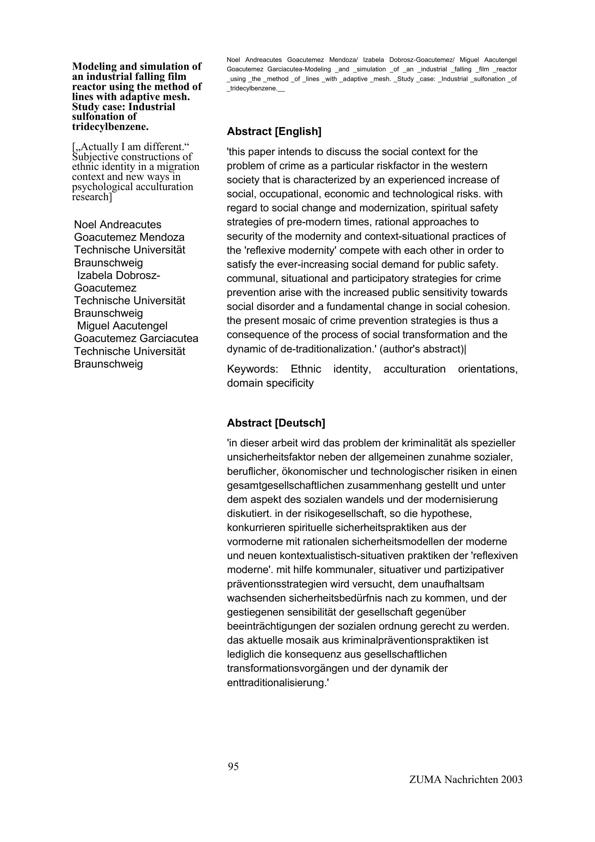 Modeling and simulation of
an industrial falling film
reactor using the method of
lines with adaptive mesh.
Study case: Industrial
sulfonation of
tridecylbenzene.
[„Actually I am different.“
Subjective constructions of
ethnic identity in a migration
context and new ways in
psychological acculturation
research]
Noel Andreacutes
Goacutemez Mendoza
Technische Universität
Braunschweig
Izabela Dobrosz-
Goacutemez
Technische Universität
Braunschweig
Miguel Aacutengel
Goacutemez Garciacutea
Technische Universität
Braunschweig
Noel Andreacutes Goacutemez Mendoza/ Izabela Dobrosz-Goacutemez/ Miguel Aacutengel
Goacutemez Garciacutea-Modeling _and _simulation _of _an _industrial _falling _film _reactor
_using _the _method _of _lines _with _adaptive _mesh. _Study _case: _Industrial _sulfonation _of
_tridecylbenzene.__
Abstract [English]
'this paper intends to discuss the social context for the
problem of crime as a particular riskfactor in the western
society that is characterized by an experienced increase of
social, occupational, economic and technological risks. with
regard to social change and modernization, spiritual safety
strategies of pre-modern times, rational approaches to
security of the modernity and context-situational practices of
the 'reflexive modernity' compete with each other in order to
satisfy the ever-increasing social demand for public safety.
communal, situational and participatory strategies for crime
prevention arise with the increased public sensitivity towards
social disorder and a fundamental change in social cohesion.
the present mosaic of crime prevention strategies is thus a
consequence of the process of social transformation and the
dynamic of de-traditionalization.' (author's abstract)|
Keywords: Ethnic identity, acculturation orientations,
domain specificity
Abstract [Deutsch]
'in dieser arbeit wird das problem der kriminalität als spezieller
unsicherheitsfaktor neben der allgemeinen zunahme sozialer,
beruflicher, ökonomischer und technologischer risiken in einen
gesamtgesellschaftlichen zusammenhang gestellt und unter
dem aspekt des sozialen wandels und der modernisierung
diskutiert. in der risikogesellschaft, so die hypothese,
konkurrieren spirituelle sicherheitspraktiken aus der
vormoderne mit rationalen sicherheitsmodellen der moderne
und neuen kontextualistisch-situativen praktiken der 'reflexiven
moderne'. mit hilfe kommunaler, situativer und partizipativer
präventionsstrategien wird versucht, dem unaufhaltsam
wachsenden sicherheitsbedürfnis nach zu kommen, und der
gestiegenen sensibilität der gesellschaft gegenüber
beeinträchtigungen der sozialen ordnung gerecht zu werden.
das aktuelle mosaik aus kriminalpräventionspraktiken ist
lediglich die konsequenz aus gesellschaftlichen
transformationsvorgängen und der dynamik der
enttraditionalisierung.'
95
ZUMA Nachrichten 2003